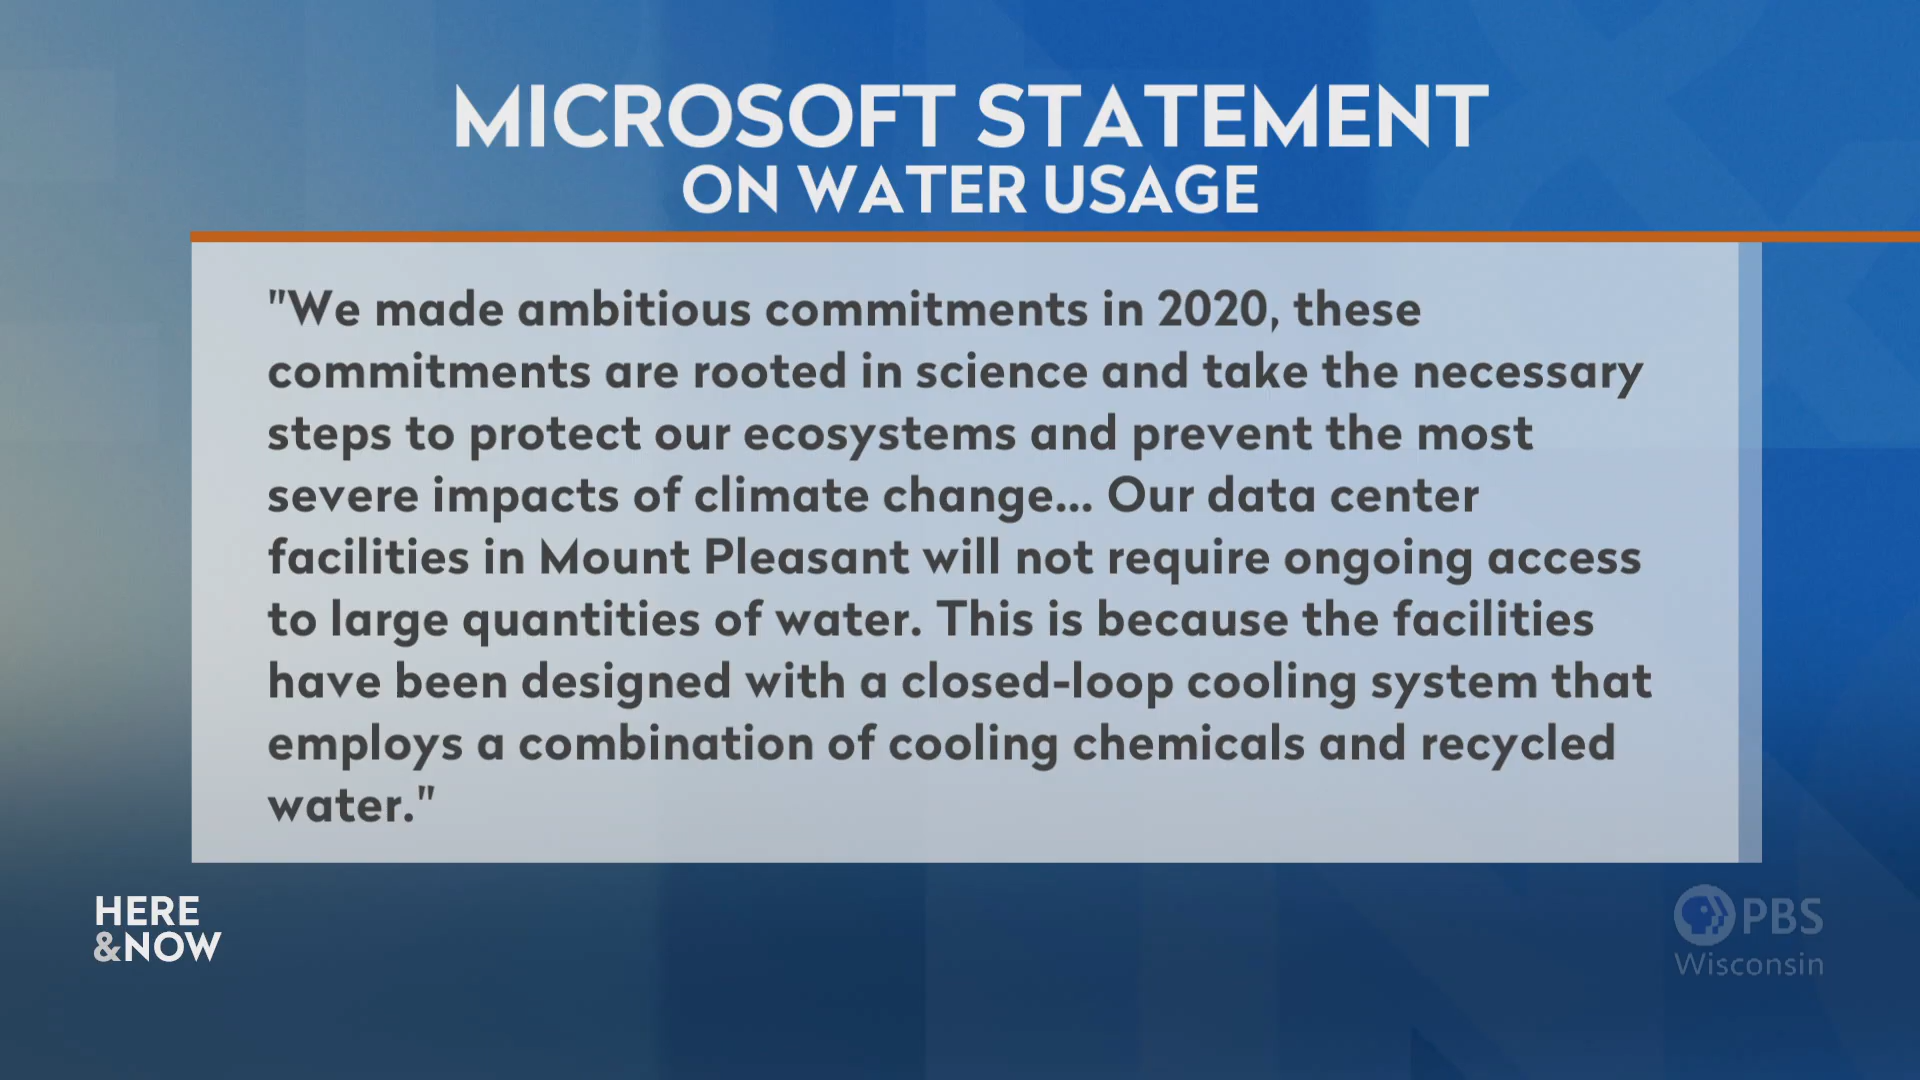 MICROSOFT STATEMENT
ON WATER USAGE
"We made ambitious commitments in 2020, these
commitments are rooted in science and take the necessary
steps to protect our ecosystems and prevent the most
severe impacts of climate change... Our data center
facilities in Mount Pleasant will not require ongoing access
to large quantities of water. This is because the facilities
have been designed with a closed-loop cooling system that
employs a combination of cooling chemicals and recycled
water."
HERE
&NOW
PBS
Wisconsin